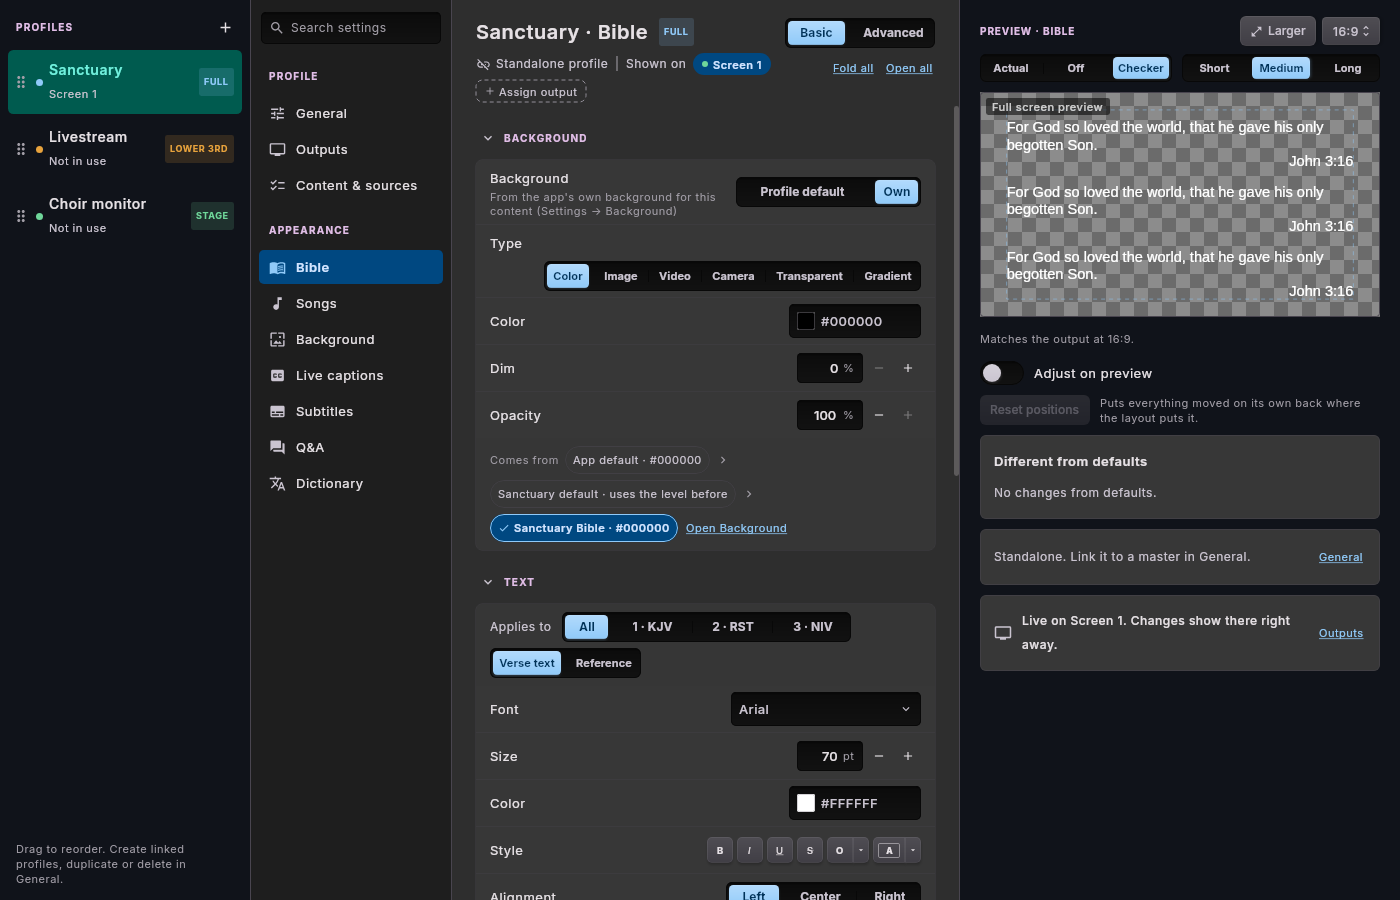 PROFILES
Sanctuary
Screen 1
FULL
Livestream
Not in use
LOWER 3RD
Choir monitor
Not in use
STAGE
Drag to reorder. Create linked
profiles, duplicate or delete in
General.
Search settings
PROFILE
General
Outputs
Content & sources
APPEARANCE
Bible
Songs
Background
Live captions
Subtitles
Q&A
Dictionary
Sanctuary · Bible FULL
Basic Advanced
Standalone profile | Shown on Screen 1
Fold all Open all
+ Assign output
BACKGROUND
Background
From the app's own background for this
content (Settings → Background)
Profile default Own
Type
Color Image Video Camera Transparent Gradient
Color #000000
Dim 0 % − +
Opacity 100 % − +
Comes from App default · #000000
Sanctuary default · uses the level before
Sanctuary Bible · #000000 Open Background
TEXT
Applies to All 1 · KJV 2 · RST 3 · NIV
Verse text Reference
Font Arial
Size 70 pt − +
Color #FFFFFF
Style B I U S O A
Alignment Left Center Right
PREVIEW · BIBLE
Larger 16:9
Actual Off Checker Short Medium Long
Full screen preview
For God so loved the world, that he gave his only
begotten Son.
John 3:16
For God so loved the world, that he gave his only
begotten Son.
John 3:16
For God so loved the world, that he gave his only
begotten Son.
John 3:16
Matches the output at 16:9.
Adjust on preview
Reset positions
Puts everything moved on its own back where
the layout puts it.
Different from defaults
No changes from defaults.
Standalone. Link it to a master in General. General
Live on Screen 1. Changes show there right
away.
Outputs